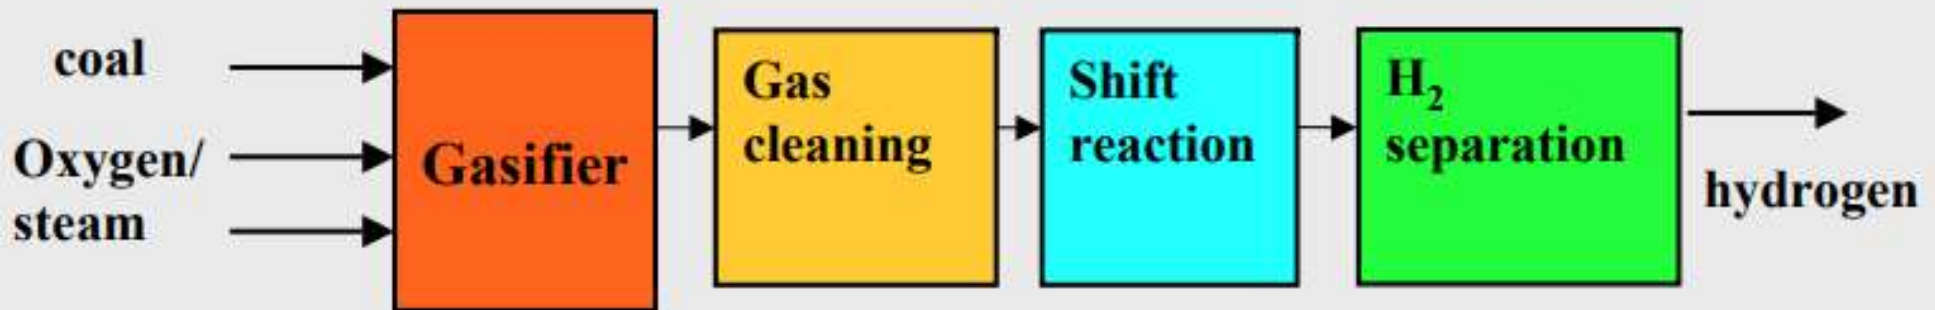 coal
Oxygen/
steam
Gasifier
Gas
cleaning
Shift
reaction
H₂
separation
hydrogen